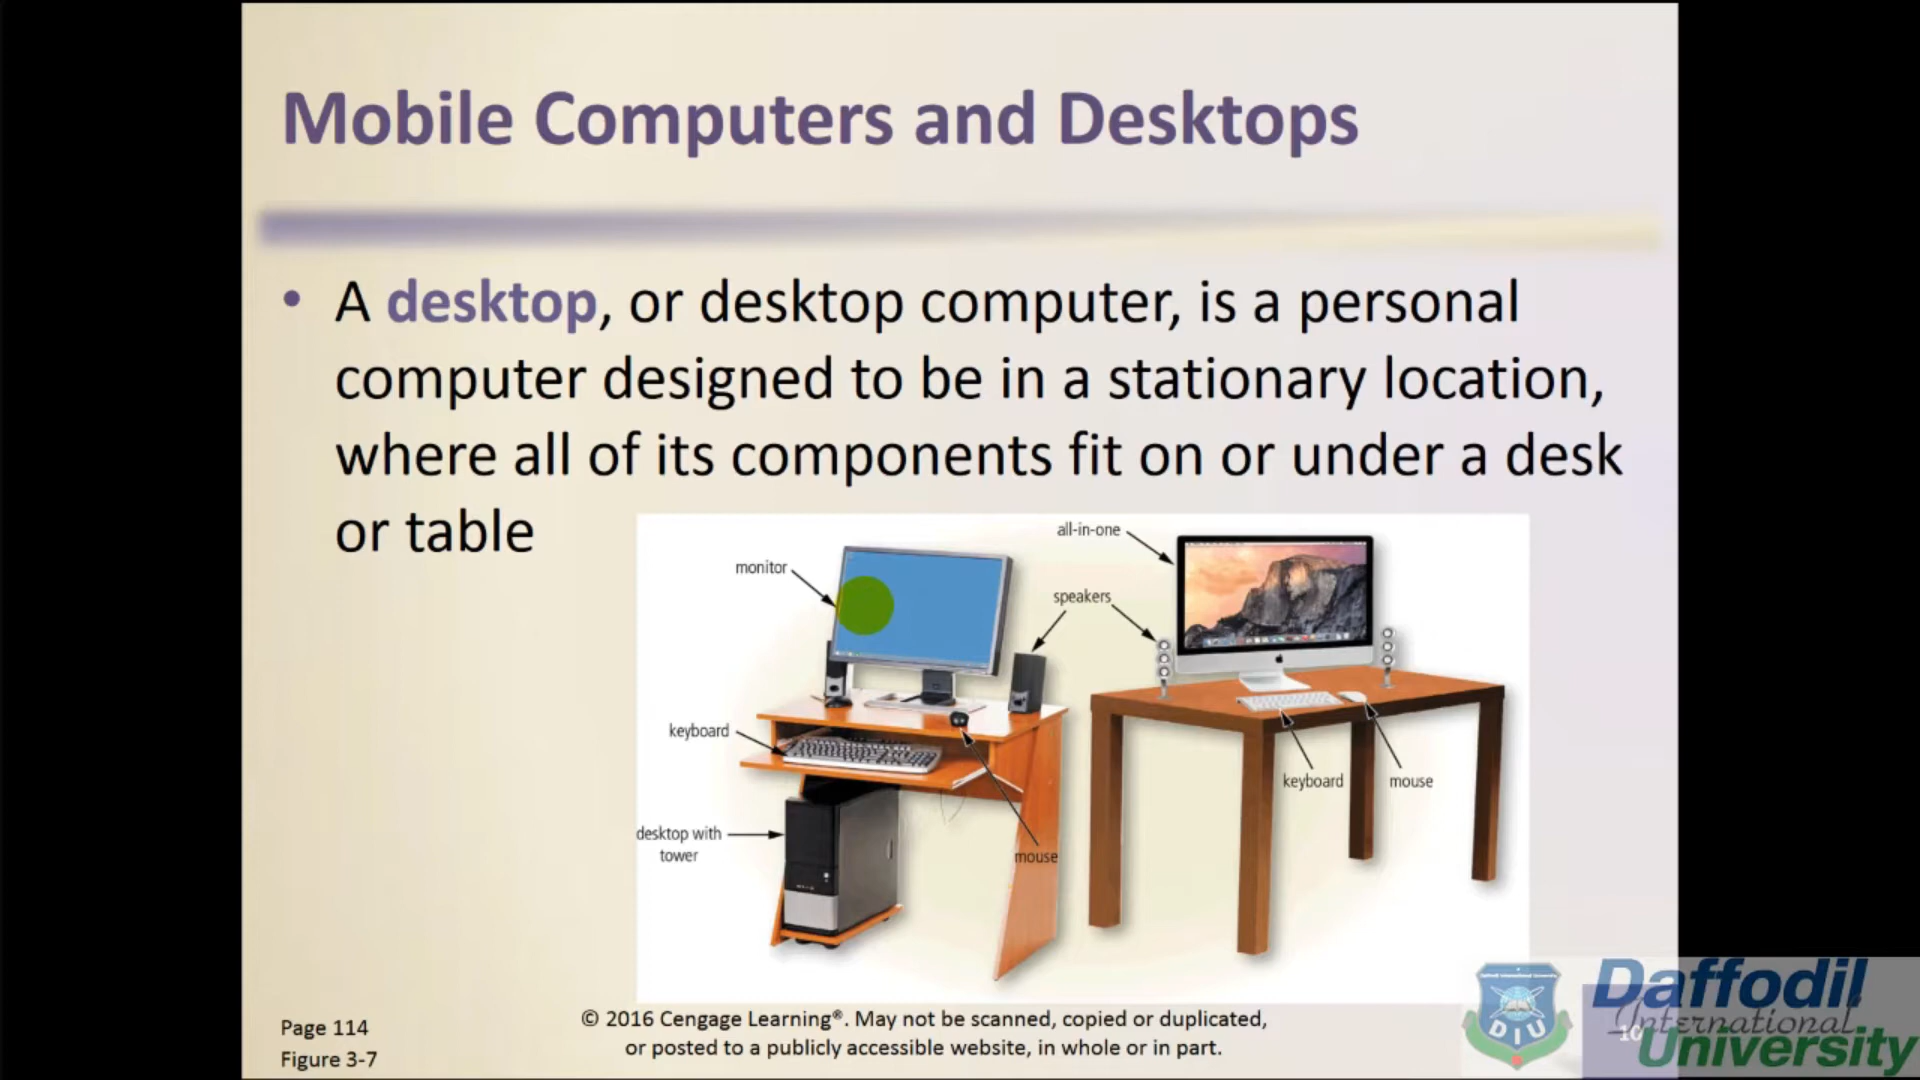 Mobile Computers and Desktops
• A desktop, or desktop computer, is a personal
computer designed to be in a stationary location,
where all of its components fit on or under a desk
or table
all-in-one
monitor
speakers
keyboard
keyboard
mouse
desktop with
tower
mouse
Page 114
Figure 3-7
© 2016 Cengage Learning®. May not be scanned, copied or duplicated,
or posted to a publicly accessible website, in whole or in part.
DIU
Daffodil
International
10
University